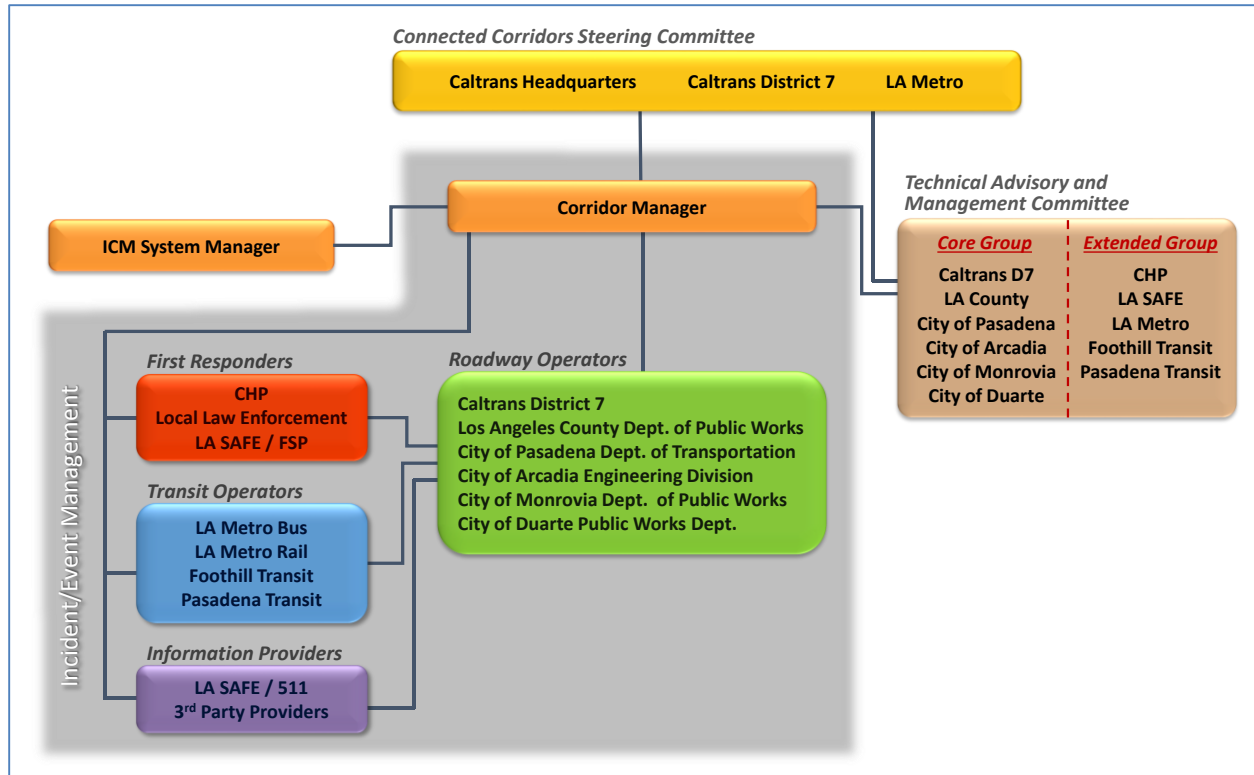 Connected Corridors Steering Committee
Caltrans Headquarters Caltrans District 7 LA Metro
Corridor Manager
ICM System Manager
Technical Advisory and
Management Committee
Core Group
Caltrans D7
LA County
City of Pasadena
City of Arcadia
City of Monrovia
City of Duarte
Extended Group
CHP
LA SAFE
LA Metro
Foothill Transit
Pasadena Transit
Incident/Event Management
First Responders
CHP
Local Law Enforcement
LA SAFE / FSP
Transit Operators
LA Metro Bus
LA Metro Rail
Foothill Transit
Pasadena Transit
Information Providers
LA SAFE / 511
3rd Party Providers
Roadway Operators
Caltrans District 7
Los Angeles County Dept. of Public Works
City of Pasadena Dept. of Transportation
City of Arcadia Engineering Division
City of Monrovia Dept. of Public Works
City of Duarte Public Works Dept.